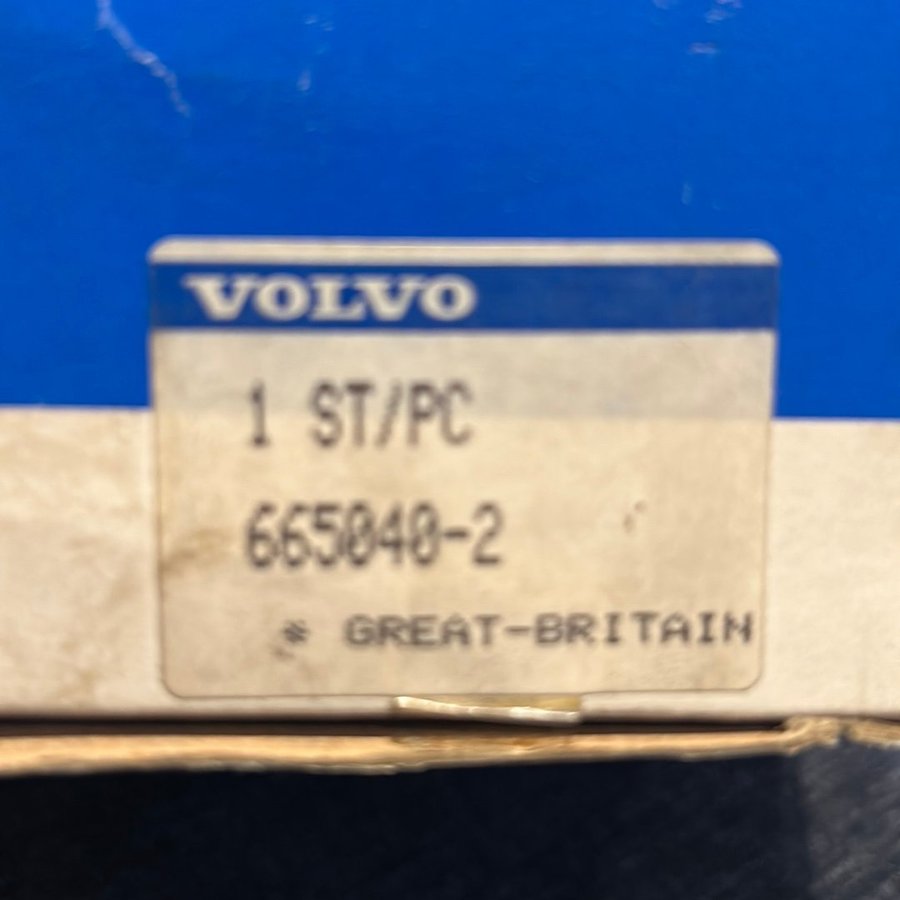 VOLVO
1 ST/PC
665040-2
* GREAT-BRITAIN